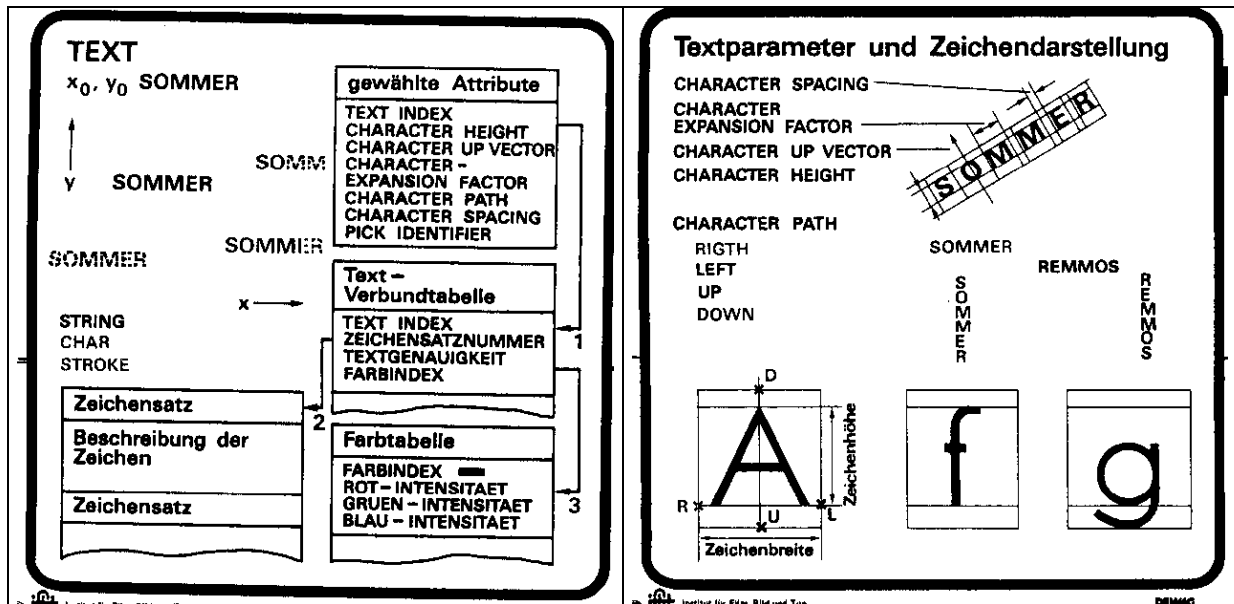 TEXT
x0, y0 SOMMER
y
SOMM
SOMMER
SOMMER
SOMMER
x
STRING
CHAR
STROKE
gewählte Attribute
TEXT INDEX
CHARACTER HEIGHT
CHARACTER UP VECTOR
CHARACTER -
EXPANSION FACTOR
CHARACTER PATH
CHARACTER SPACING
PICK IDENTIFIER
1
Text -
Verbundtabelle
TEXT INDEX
ZEICHENSATZNUMMER
TEXTGENAUIGKEIT
FARBINDEX
2
Zeichensatz
Beschreibung der
Zeichen
Zeichensatz
3
Farbtabelle
FARBINDEX
ROT - INTENSITAET
GRUEN - INTENSITAET
BLAU - INTENSITAET
Textparameter und Zeichendarstellung
CHARACTER SPACING
CHARACTER
EXPANSION FACTOR
CHARACTER UP VECTOR
CHARACTER HEIGHT
SOMMER
CHARACTER PATH
RIGTH
LEFT
UP
DOWN
SOMMER
REMMOS
SOMMER
REMMOS
D
A
R
U
L
Zeichenhöhe
Zeichenbreite
f
g
Institut für Film, Bild und Ton